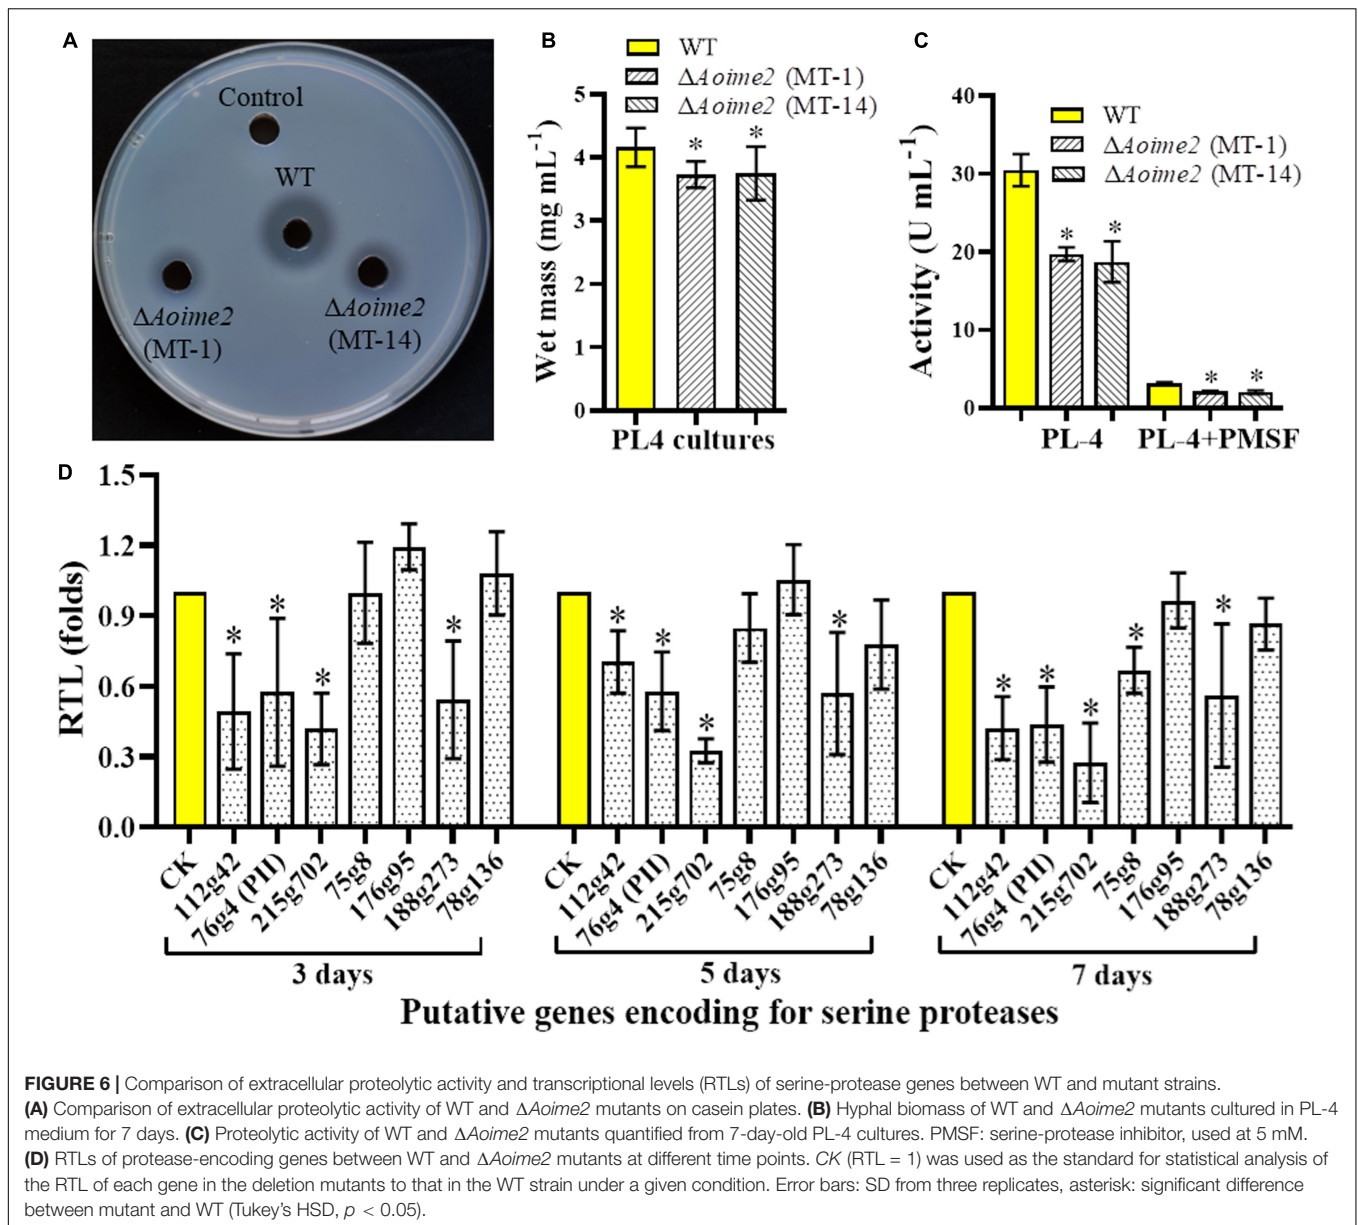 A
Control
WT
ΔAoime2
(MT-1)
ΔAoime2
(MT-14)
B
WT
ΔAoime2 (MT-1)
ΔAoime2 (MT-14)
Wet mass (mg mL-1)
5
4
3
2
1
0
* *
PL4 cultures
C
WT
ΔAoime2 (MT-1)
ΔAoime2 (MT-14)
Activity (U mL-1)
40
30
20
10
0
* * * *
PL-4 PL-4+PMSF
D
RTL (folds)
1.5
1.2
0.9
0.6
0.3
0.0
* * * *
* * * *
* * * * *
CK 112g42 76g4 (PII) 215g702 75g8 176g95 188g273 78g136
CK 112g42 76g4 (PII) 215g702 75g8 176g95 188g273 78g136
CK 112g42 76g4 (PII) 215g702 75g8 176g95 188g273 78g136
3 days 5 days 7 days
Putative genes encoding for serine proteases
FIGURE 6 | Comparison of extracellular proteolytic activity and transcriptional levels (RTLs) of serine-protease genes between WT and mutant strains.
(A) Comparison of extracellular proteolytic activity of WT and ΔAoime2 mutants on casein plates. (B) Hyphal biomass of WT and ΔAoime2 mutants cultured in PL-4
medium for 7 days. (C) Proteolytic activity of WT and ΔAoime2 mutants quantified from 7-day-old PL-4 cultures. PMSF: serine-protease inhibitor, used at 5 mM.
(D) RTLs of protease-encoding genes between WT and ΔAoime2 mutants at different time points. CK (RTL = 1) was used as the standard for statistical analysis of
the RTL of each gene in the deletion mutants to that in the WT strain under a given condition. Error bars: SD from three replicates, asterisk: significant difference
between mutant and WT (Tukey's HSD, p < 0.05).